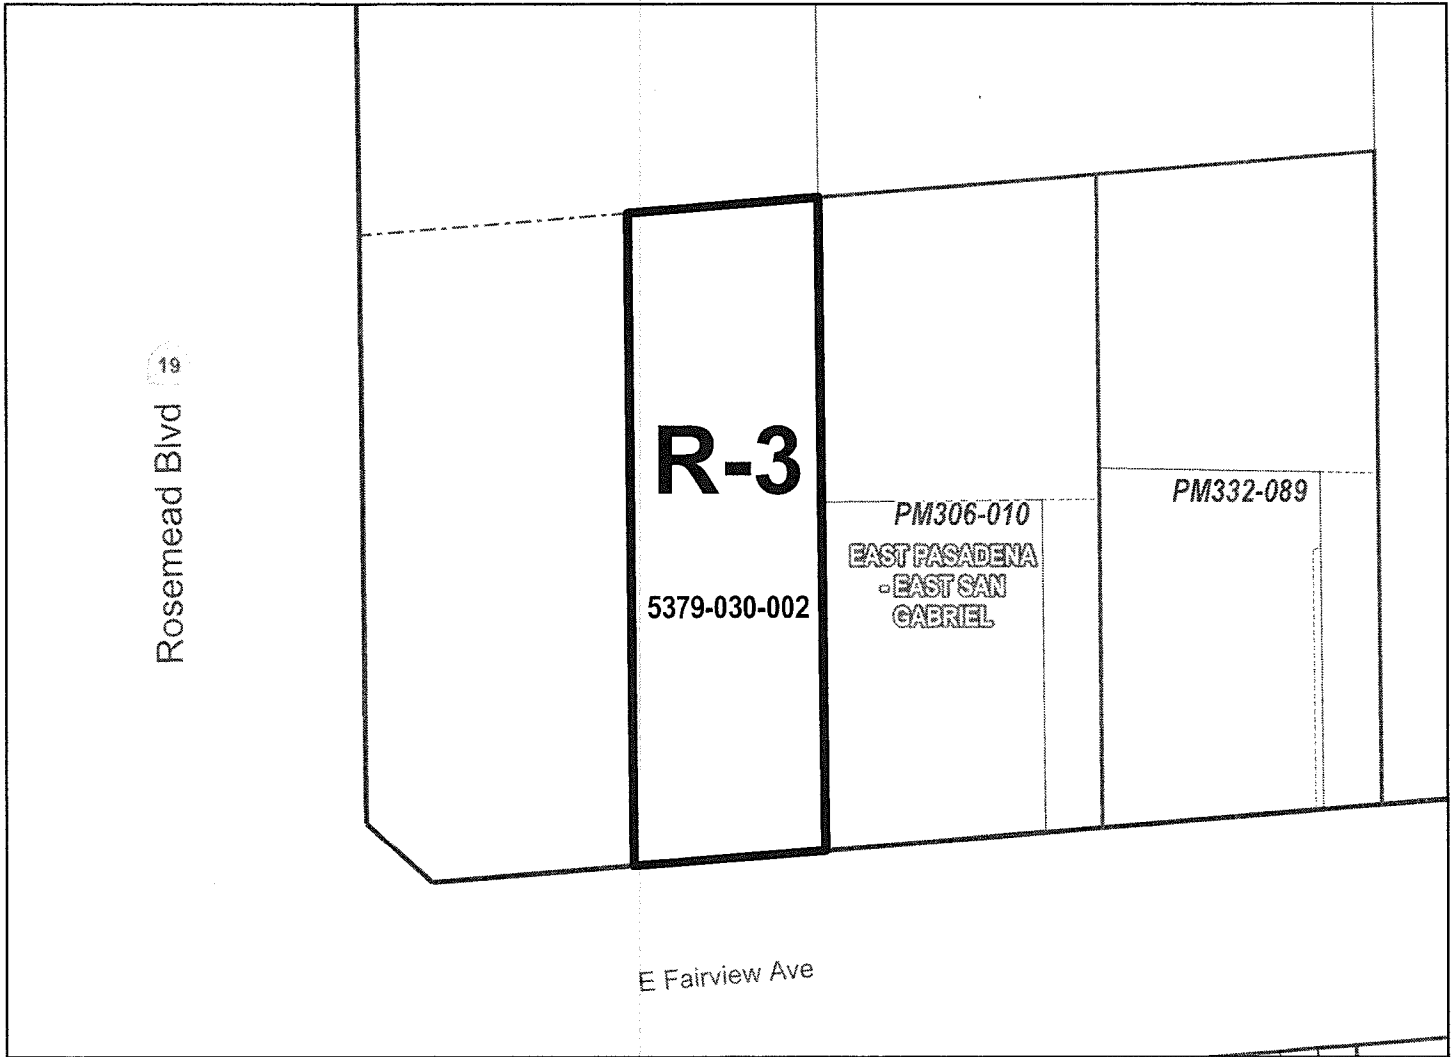 19
Rosemead Blvd
R-3
5379-030-002
PM306-010
EAST PASADENA
- EAST SAN
GABRIEL
PM332-089
E Fairview Ave